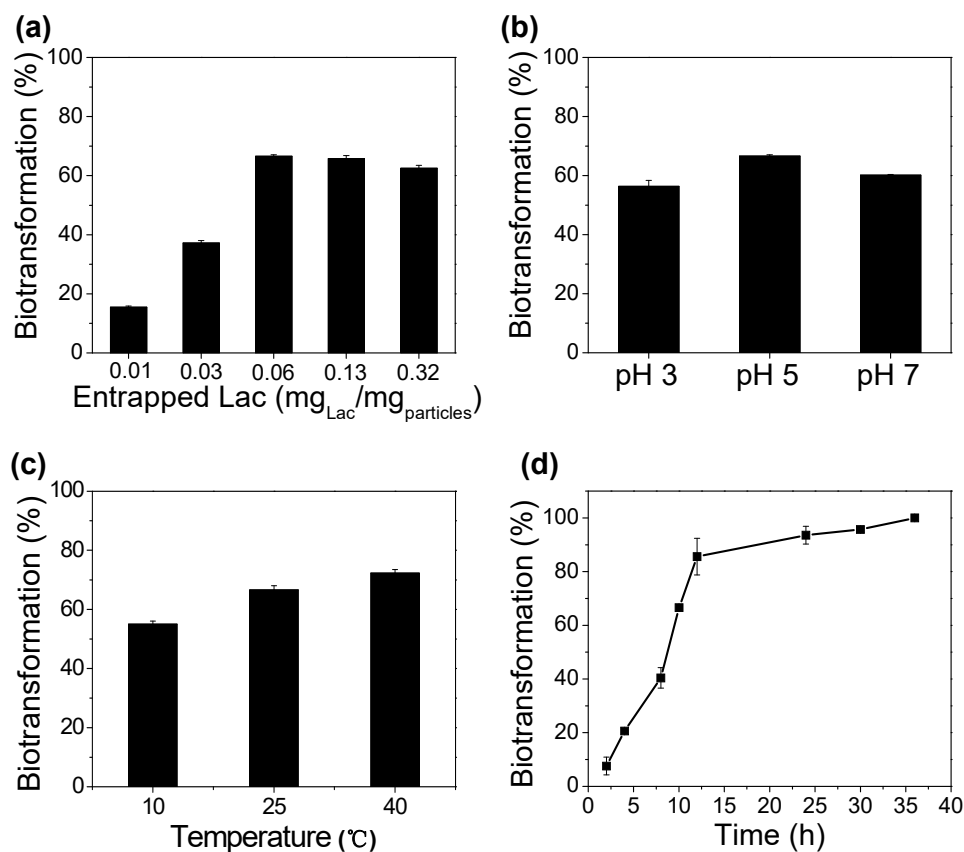 (a)
100
80
60
40
20
0
Biotransformation (%)
0.01 0.03 0.06 0.13 0.32
Entrapped Lac (mgLac/mgparticles)
(b)
100
80
60
40
20
0
Biotransformation (%)
pH 3 pH 5 pH 7
(c)
100
80
60
40
20
0
Biotransformation (%)
10 25 40
Temperature (℃)
(d)
100
80
60
40
20
0
Biotransformation (%)
0 5 10 15 20 25 30 35 40
Time (h)